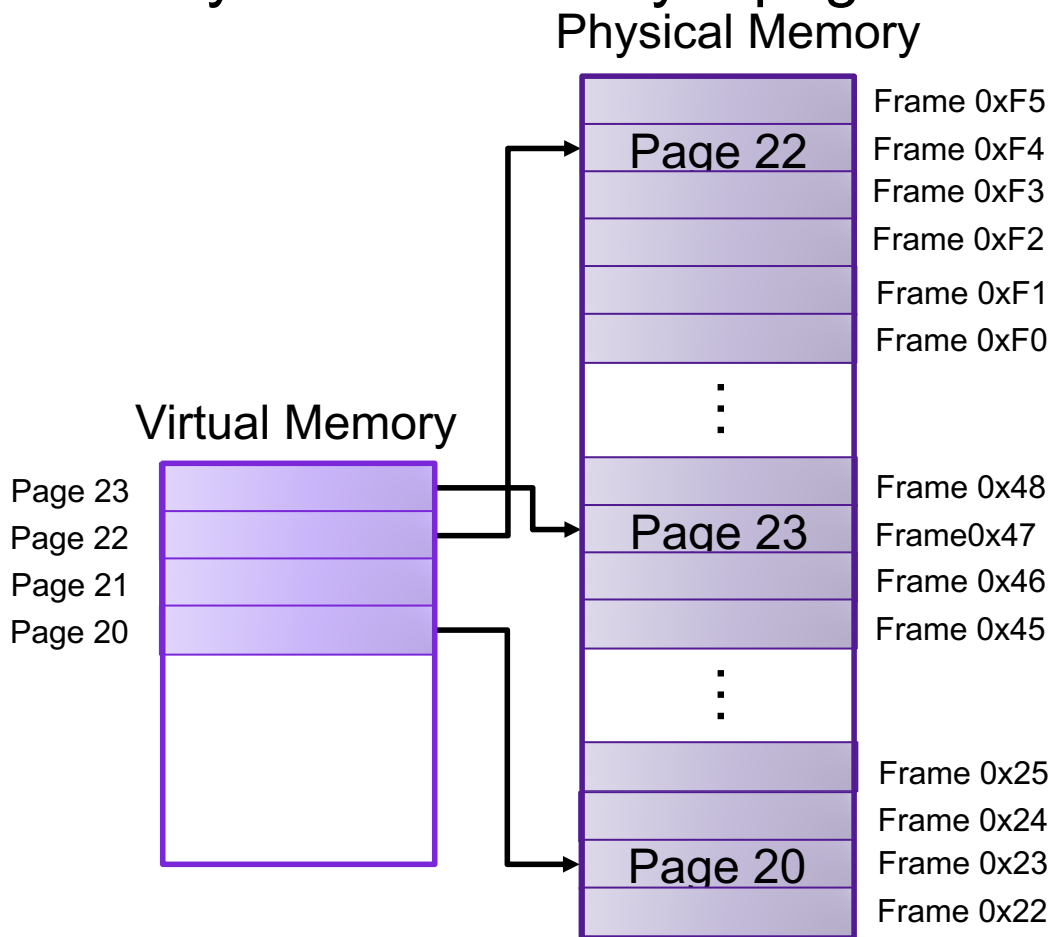 Physical Memory
Frame 0xF5
Page 22
Frame 0xF4
Frame 0xF3
Frame 0xF2
Frame 0xF1
Frame 0xF0
⋮
Virtual Memory
Page 23
Frame 0x48
Page 22
Page 23
Frame0x47
Page 21
Frame 0x46
Page 20
Frame 0x45
⋮
Frame 0x25
Frame 0x24
Page 20
Frame 0x23
Frame 0x22